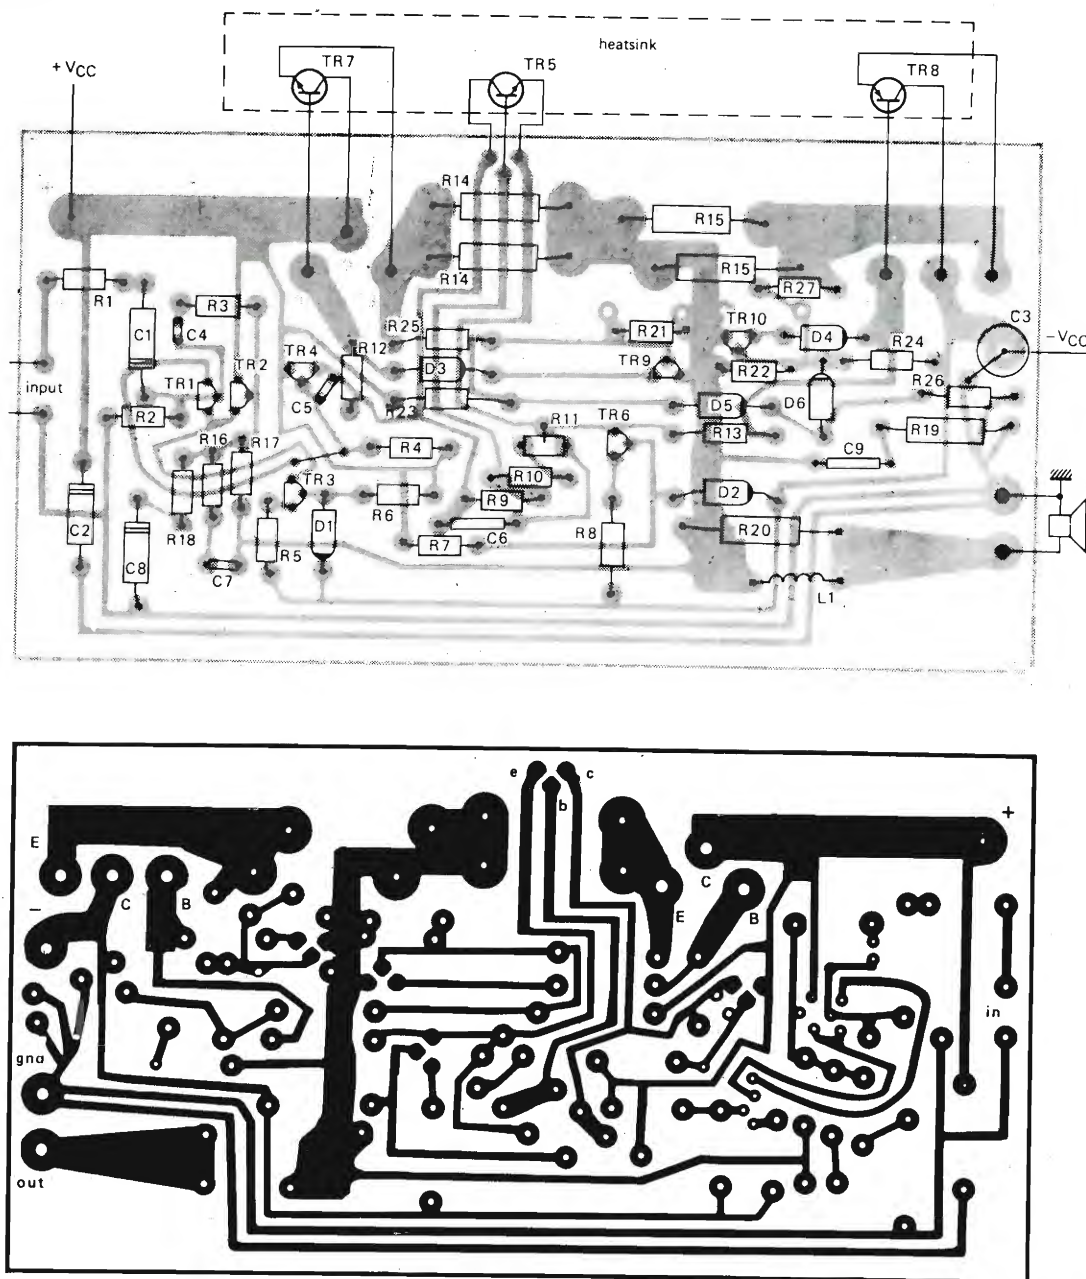 heatsink
TR7
TR5
TR8
+ VCC
R14
R15
R1
R14
R15
R27
C3
-VCC
C1
C4
R3
R25
R21
TR10
D4
R24
TR4
R12
TR2
TR9
D3
R22
R26
input
TR1
C5
D6
R2
R23
D5
R11
TR6
R16
R17
R13
R19
R4
C9
R10
TR3
R9
D2
C2
R6
D1
R18
R5
R7
C6
R8
R20
C8
C7
L1
e
c
b
+
E
C
C
B
E
B
–
in
gnd
out